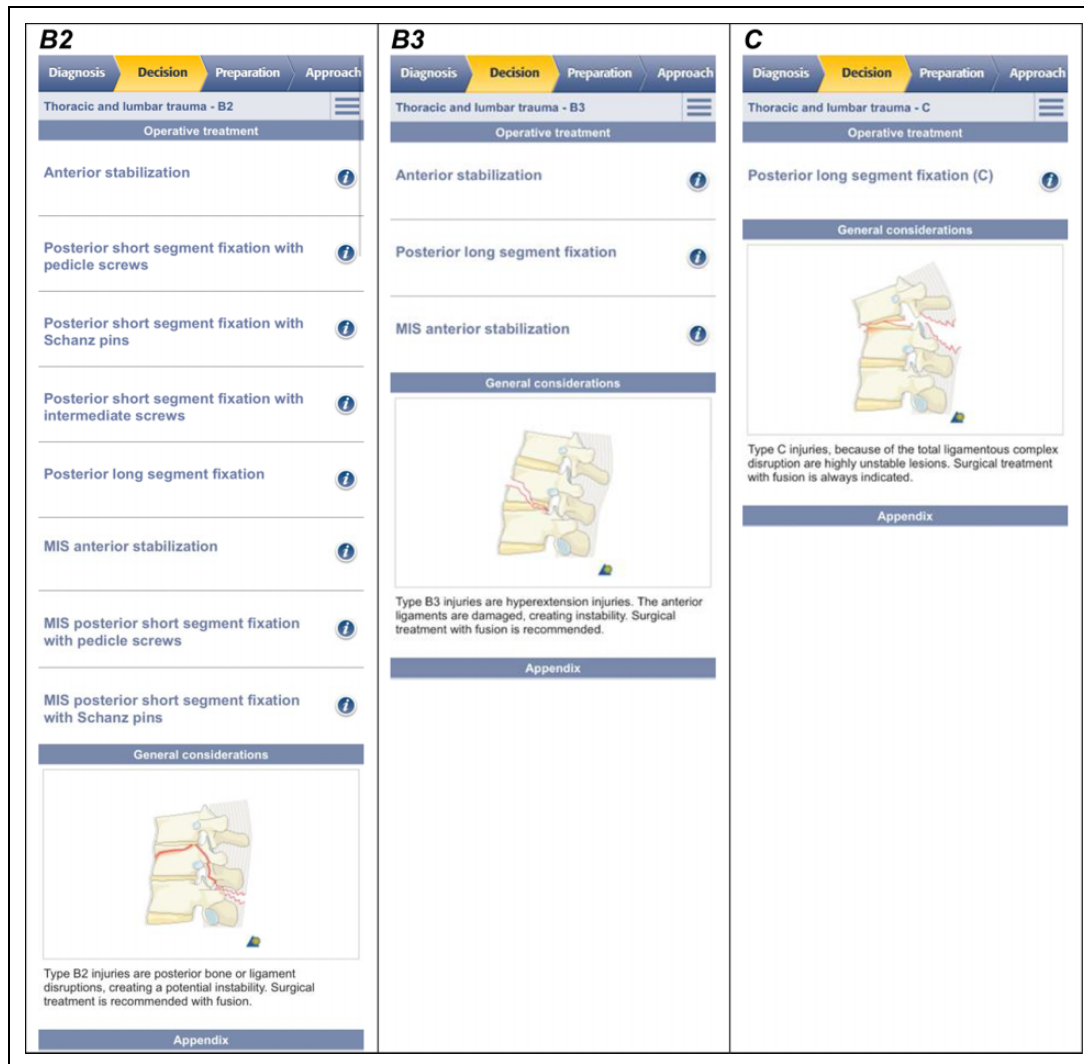 B2
Diagnosis Decision Preparation Approach
Thoracic and lumbar trauma - B2
Operative treatment
Anterior stabilization
Posterior short segment fixation with
pedicle screws
Posterior short segment fixation with
Schanz pins
Posterior short segment fixation with
intermediate screws
Posterior long segment fixation
MIS anterior stabilization
MIS posterior short segment fixation
with pedicle screws
MIS posterior short segment fixation
with Schanz pins
General considerations
Type B2 injuries are posterior bone or ligament
disruptions, creating a potential instability. Surgical
treatment is recommended with fusion.
Appendix
B3
Diagnosis Decision Preparation Approach
Thoracic and lumbar trauma - B3
Operative treatment
Anterior stabilization
Posterior long segment fixation
MIS anterior stabilization
General considerations
Type B3 injuries are hyperextension injuries. The anterior
ligaments are damaged, creating instability. Surgical
treatment with fusion is recommended.
Appendix
C
Diagnosis Decision Preparation Approach
Thoracic and lumbar trauma - C
Operative treatment
Posterior long segment fixation (C)
General considerations
Type C injuries, because of the total ligamentous complex
disruption are highly unstable lesions. Surgical treatment
with fusion is always indicated.
Appendix